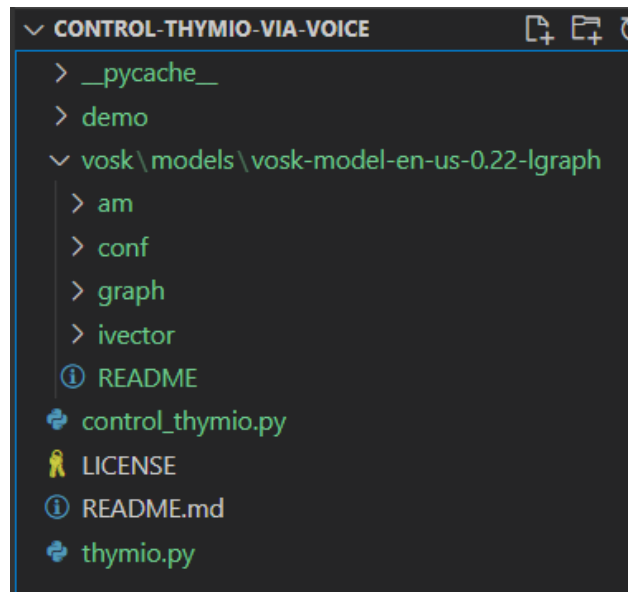 CONTROL-THYMIO-VIA-VOICE
__pycache__
demo
vosk\models\vosk-model-en-us-0.22-lgraph
am
conf
graph
ivector
README
control_thymio.py
LICENSE
README.md
thymio.py